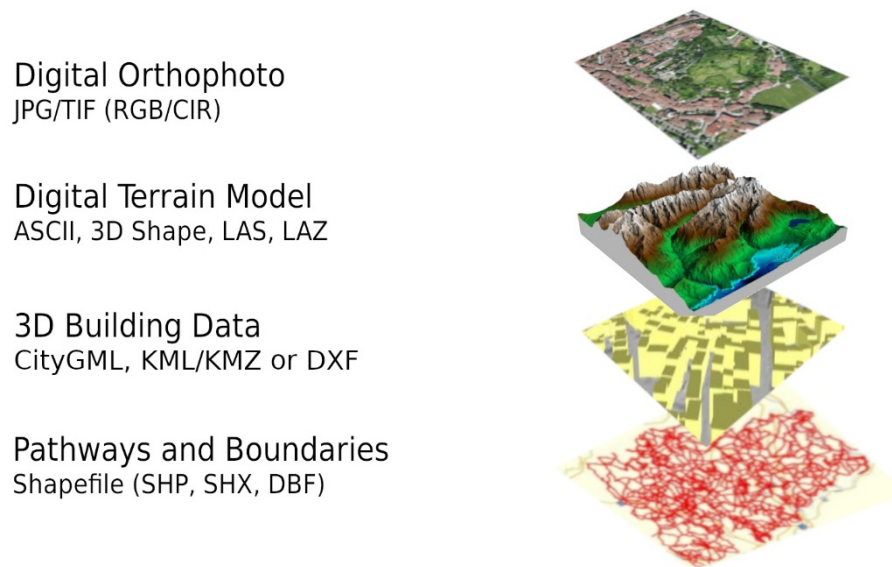 Digital Orthophoto
JPG/TIF (RGB/CIR)
Digital Terrain Model
ASCII, 3D Shape, LAS, LAZ
3D Building Data
CityGML, KML/KMZ or DXF
Pathways and Boundaries
Shapefile (SHP, SHX, DBF)